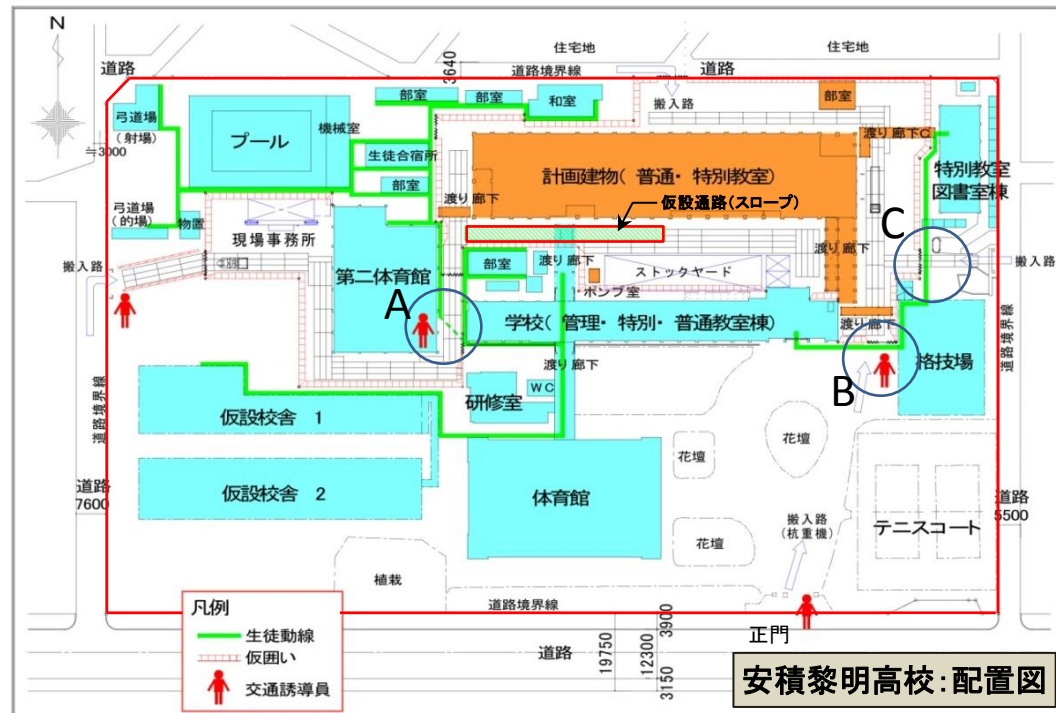 N
住宅地
住宅地
道路
3640
道路境界線
道路
搬入路
弓道場
(射場)
≒3000
プール
機械室
部室
部室
和室
部室
生徒合宿所
部室
渡り廊下
計画建物(普通・特別教室)
渡り廊下C
特別教室
図書室棟
仮設通路(スロープ)
弓道場
(的場)
物置
現場事務所
搬入路
第二体育館
部室
渡り廊下
ストックヤード
ポンプ室
渡り廊下
C
搬入路
A
学校(管理・特別・普通教室棟)
渡り廊下
道路境界線
渡り廊下
B
格技場
研修室
WC
道路境界線
仮設校舎 1
花壇
花壇
仮設校舎 2
体育館
道路
7600
道路
5500
テニスコート
搬入路
(杭重機)
花壇
植栽
道路境界線
凡例
生徒動線
仮囲い
交通誘導員
道路
19750
12300
3900
3150
正門
安積黎明高校:配置図